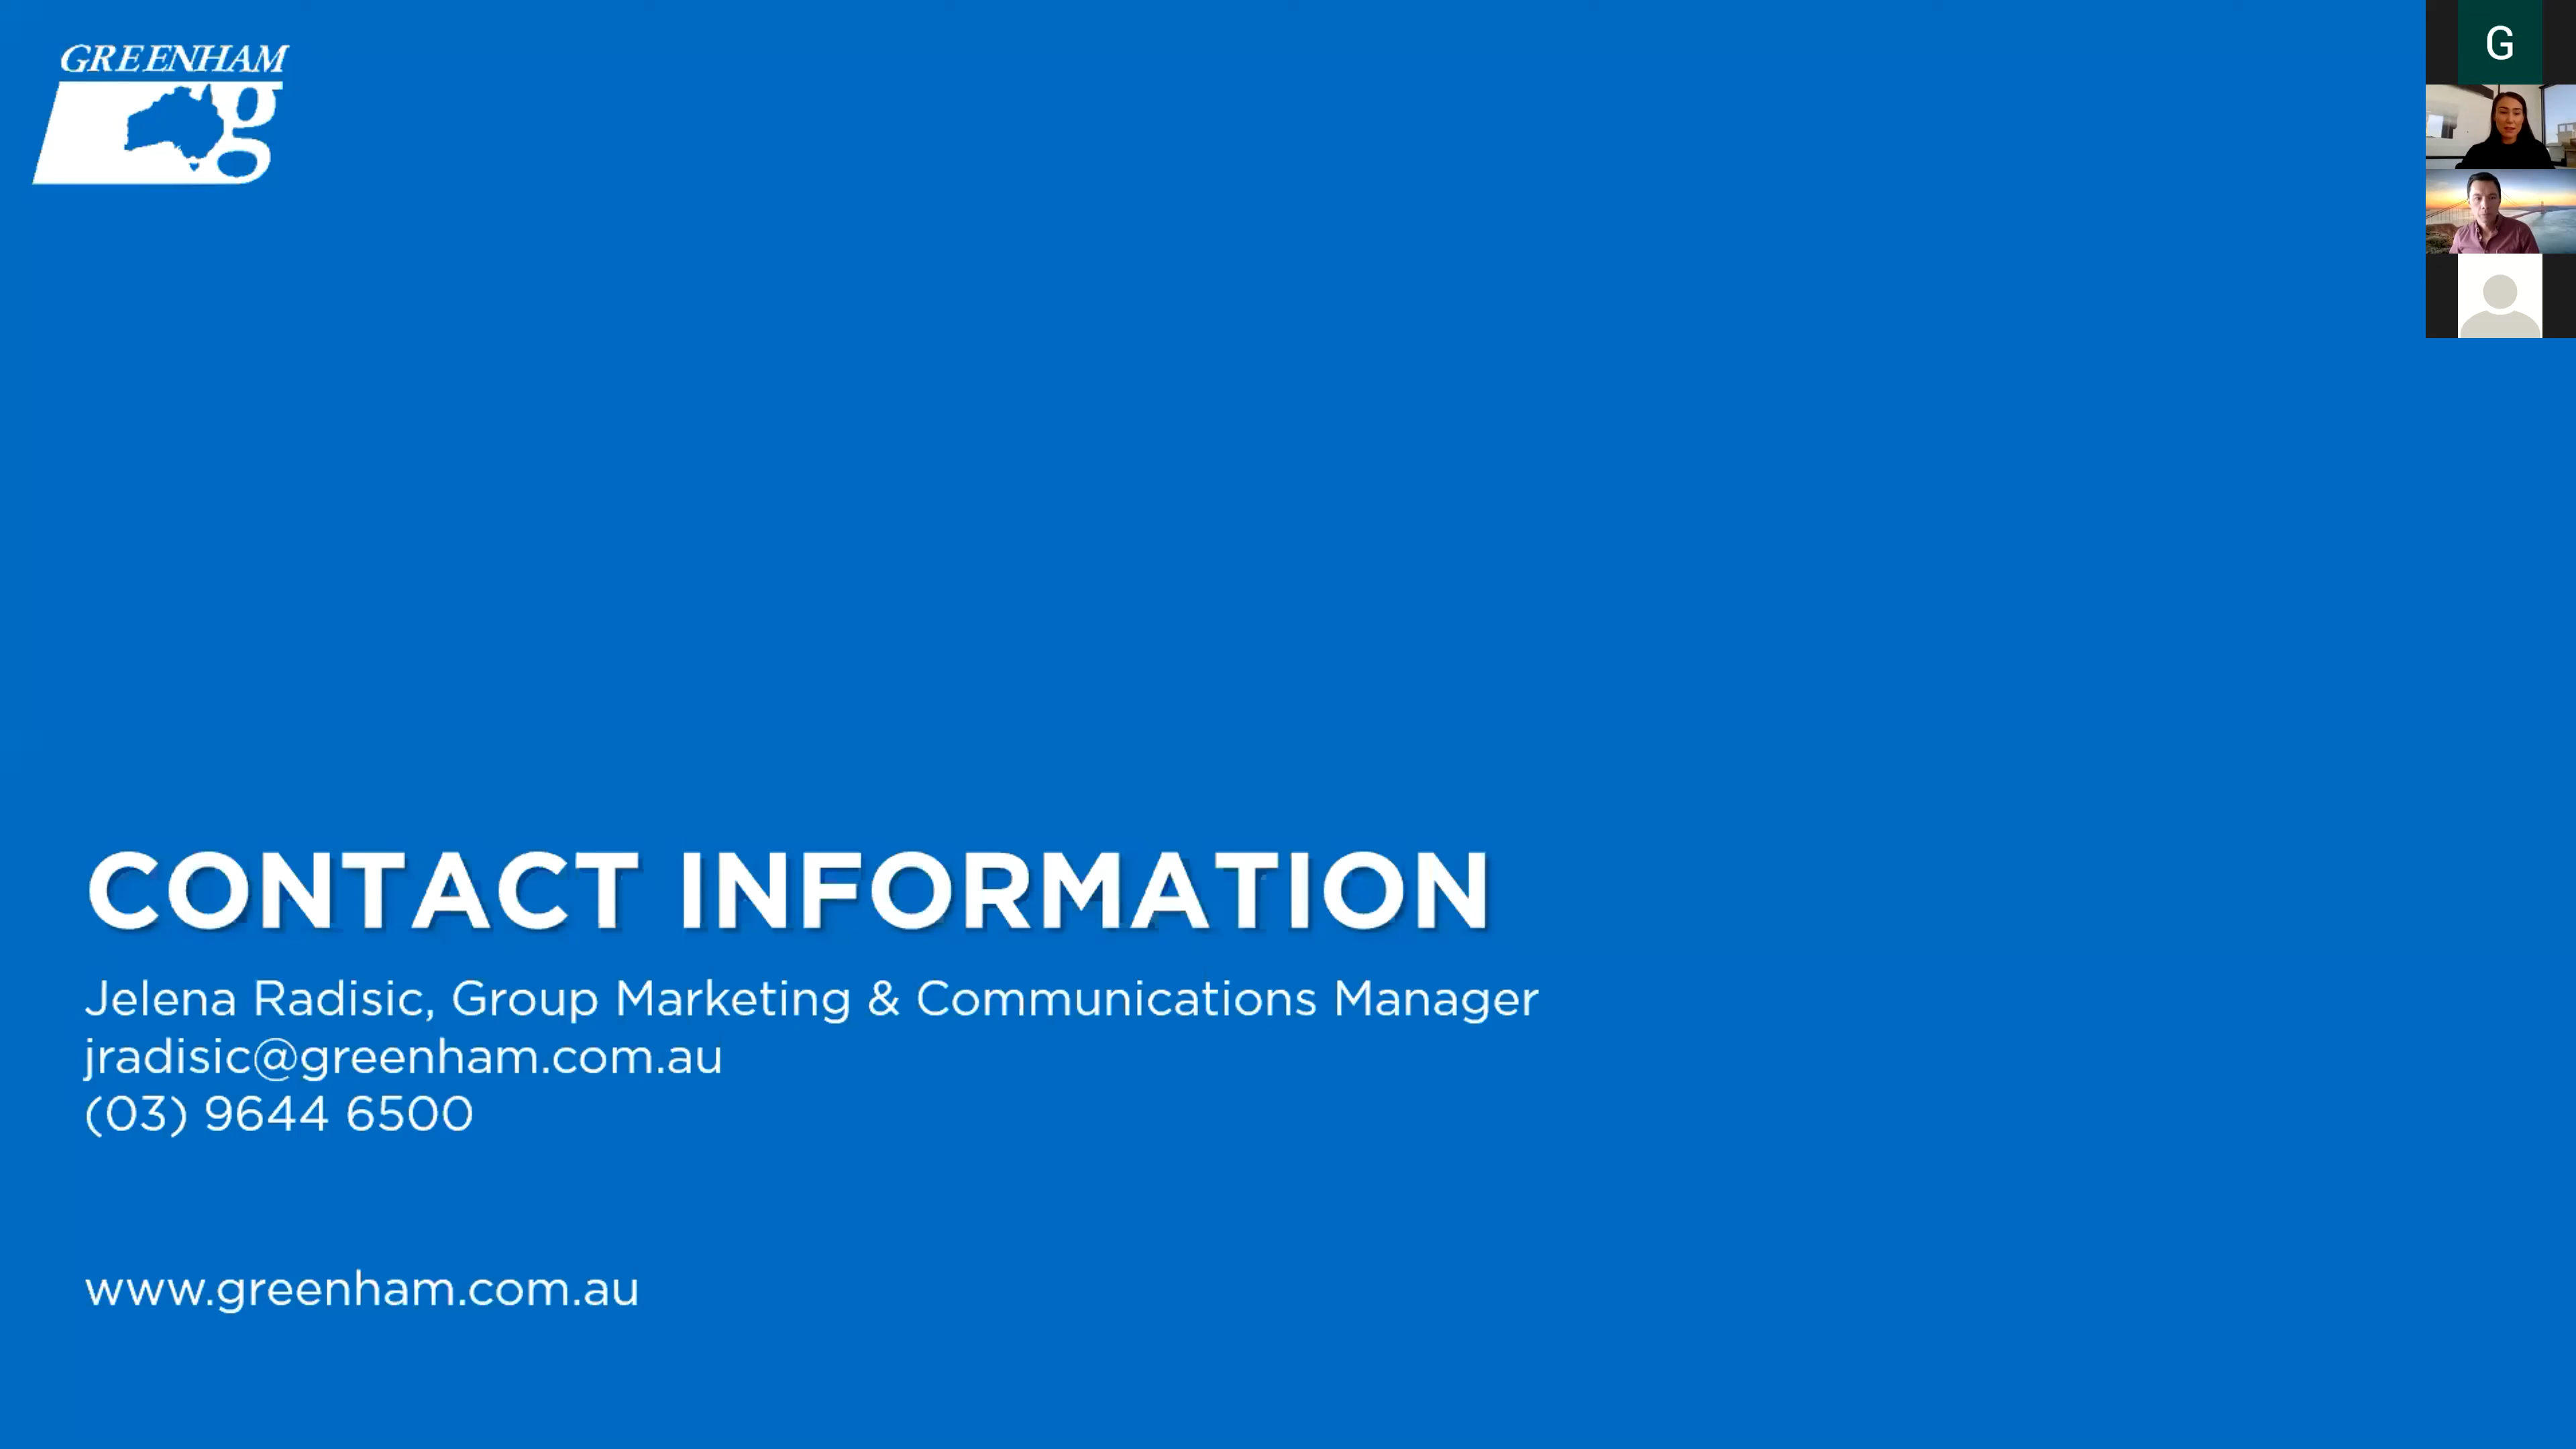 GREENHAM
g
G
CONTACT INFORMATION
Jelena Radisic, Group Marketing & Communications Manager
jradisic@greenham.com.au
(03) 9644 6500
www.greenham.com.au